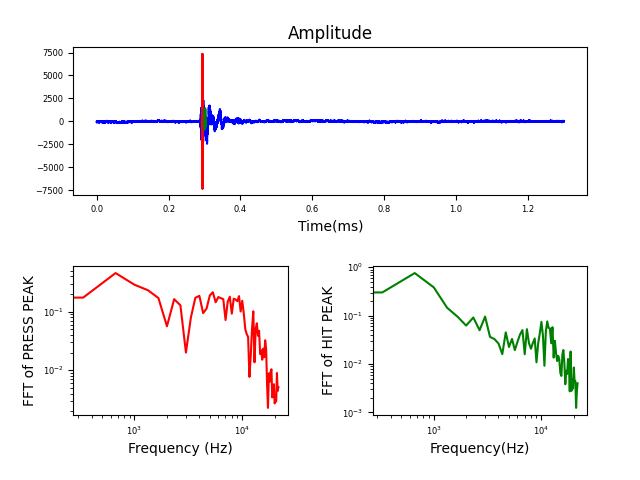 Amplitude
7500
5000
2500
0
−2500
−5000
−7500
0.0 0.2 0.4 0.6 0.8 1.0 1.2
Time(ms)
FFT of PRESS PEAK
10⁻¹
10⁻²
10³ 10⁴
Frequency (Hz)
FFT of HIT PEAK
10⁰
10⁻¹
10⁻²
10⁻³
10³ 10⁴
Frequency(Hz)